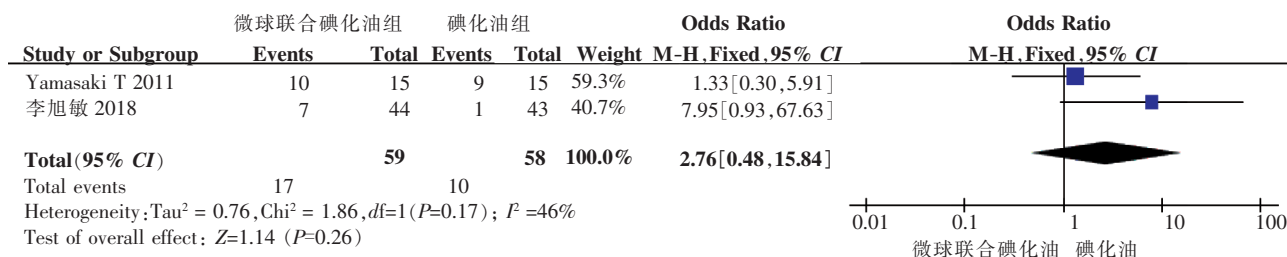 微球联合碘化油组 碘化油组 Odds Ratio Odds Ratio
Study or Subgroup Events Total Events Total Weight M-H,Fixed,95% CI M-H,Fixed,95% CI
Yamasaki T 2011 10 15 9 15 59.3% 1.33[0.30,5.91]
李旭敏 2018 7 44 1 43 40.7% 7.95[0.93,67.63]
Total(95% CI) 59 58 100.0% 2.76[0.48,15.84]
Total events 17 10
Heterogeneity:Tau² = 0.76,Chi² = 1.86,df=1(P=0.17); I² =46%
Test of overall effect: Z=1.14 (P=0.26)
0.01 0.1 1 10 100
微球联合碘化油 碘化油